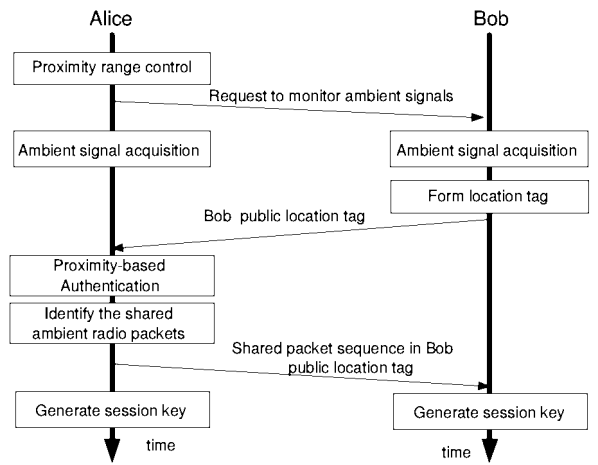 Alice
Bob
Proximity range control
Request to monitor ambient signals
Ambient signal acquisition
Ambient signal acquisition
Form location tag
Bob public location tag
Proximity-based
Authentication
Identify the shared
ambient radio packets
Shared packet sequence in Bob
public location tag
Generate session key
Generate session key
time
time